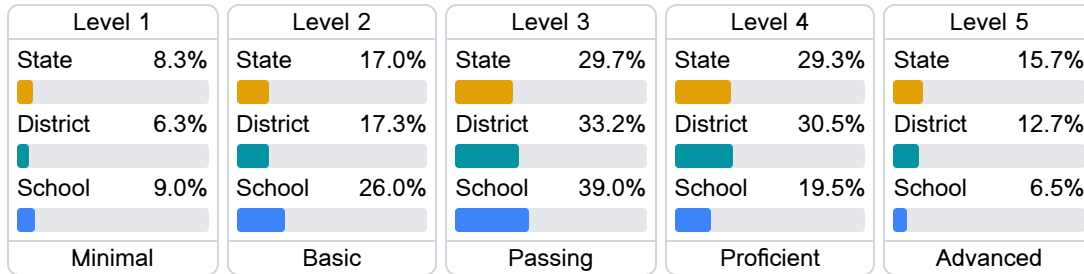 Level 1
State 8.3%
District 6.3%
School 9.0%
Minimal
Level 2
State 17.0%
District 17.3%
School 26.0%
Basic
Level 3
State 29.7%
District 33.2%
School 39.0%
Passing
Level 4
State 29.3%
District 30.5%
School 19.5%
Proficient
Level 5
State 15.7%
District 12.7%
School 6.5%
Advanced